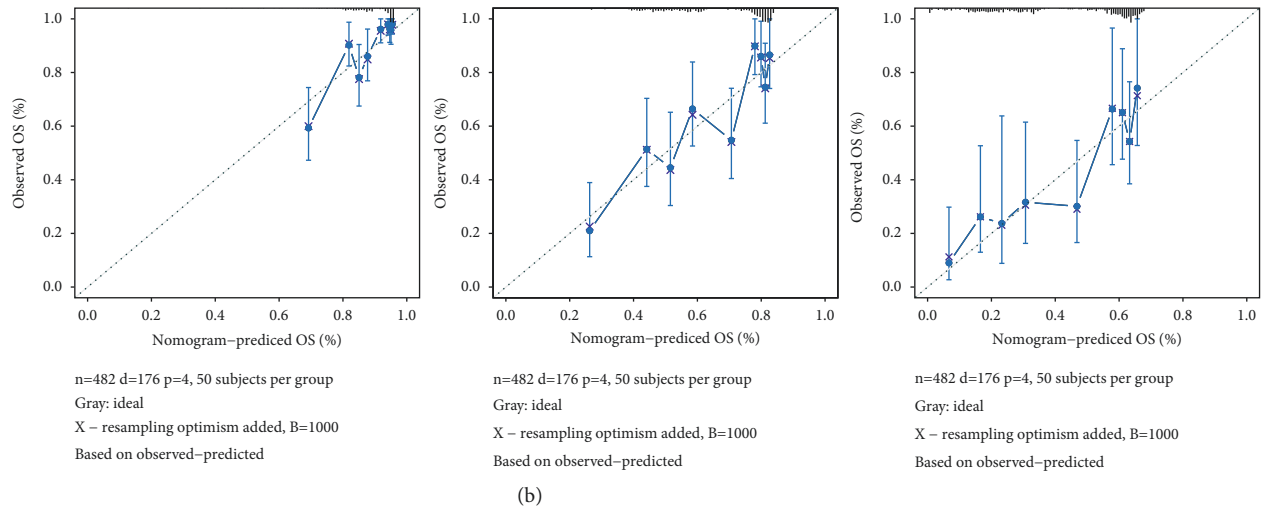 1.0
0.8
0.6
0.4
0.2
0.0
Observed OS (%)
0.0 0.2 0.4 0.6 0.8 1.0
Nomogram−prediced OS (%)
n=482 d=176 p=4, 50 subjects per group
Gray: ideal
X − resampling optimism added, B=1000
Based on observed−predicted
1.0
0.8
0.6
0.4
0.2
0.0
Observed OS (%)
0.0 0.2 0.4 0.6 0.8 1.0
Nomogram−prediced OS (%)
n=482 d=176 p=4, 50 subjects per group
Gray: ideal
X − resampling optimism added, B=1000
Based on observed−predicted
1.0
0.8
0.6
0.4
0.2
0.0
Observed OS (%)
0.0 0.2 0.4 0.6 0.8 1.0
Nomogram−prediced OS (%)
n=482 d=176 p=4, 50 subjects per group
Gray: ideal
X − resampling optimism added, B=1000
Based on observed−predicted
(b)